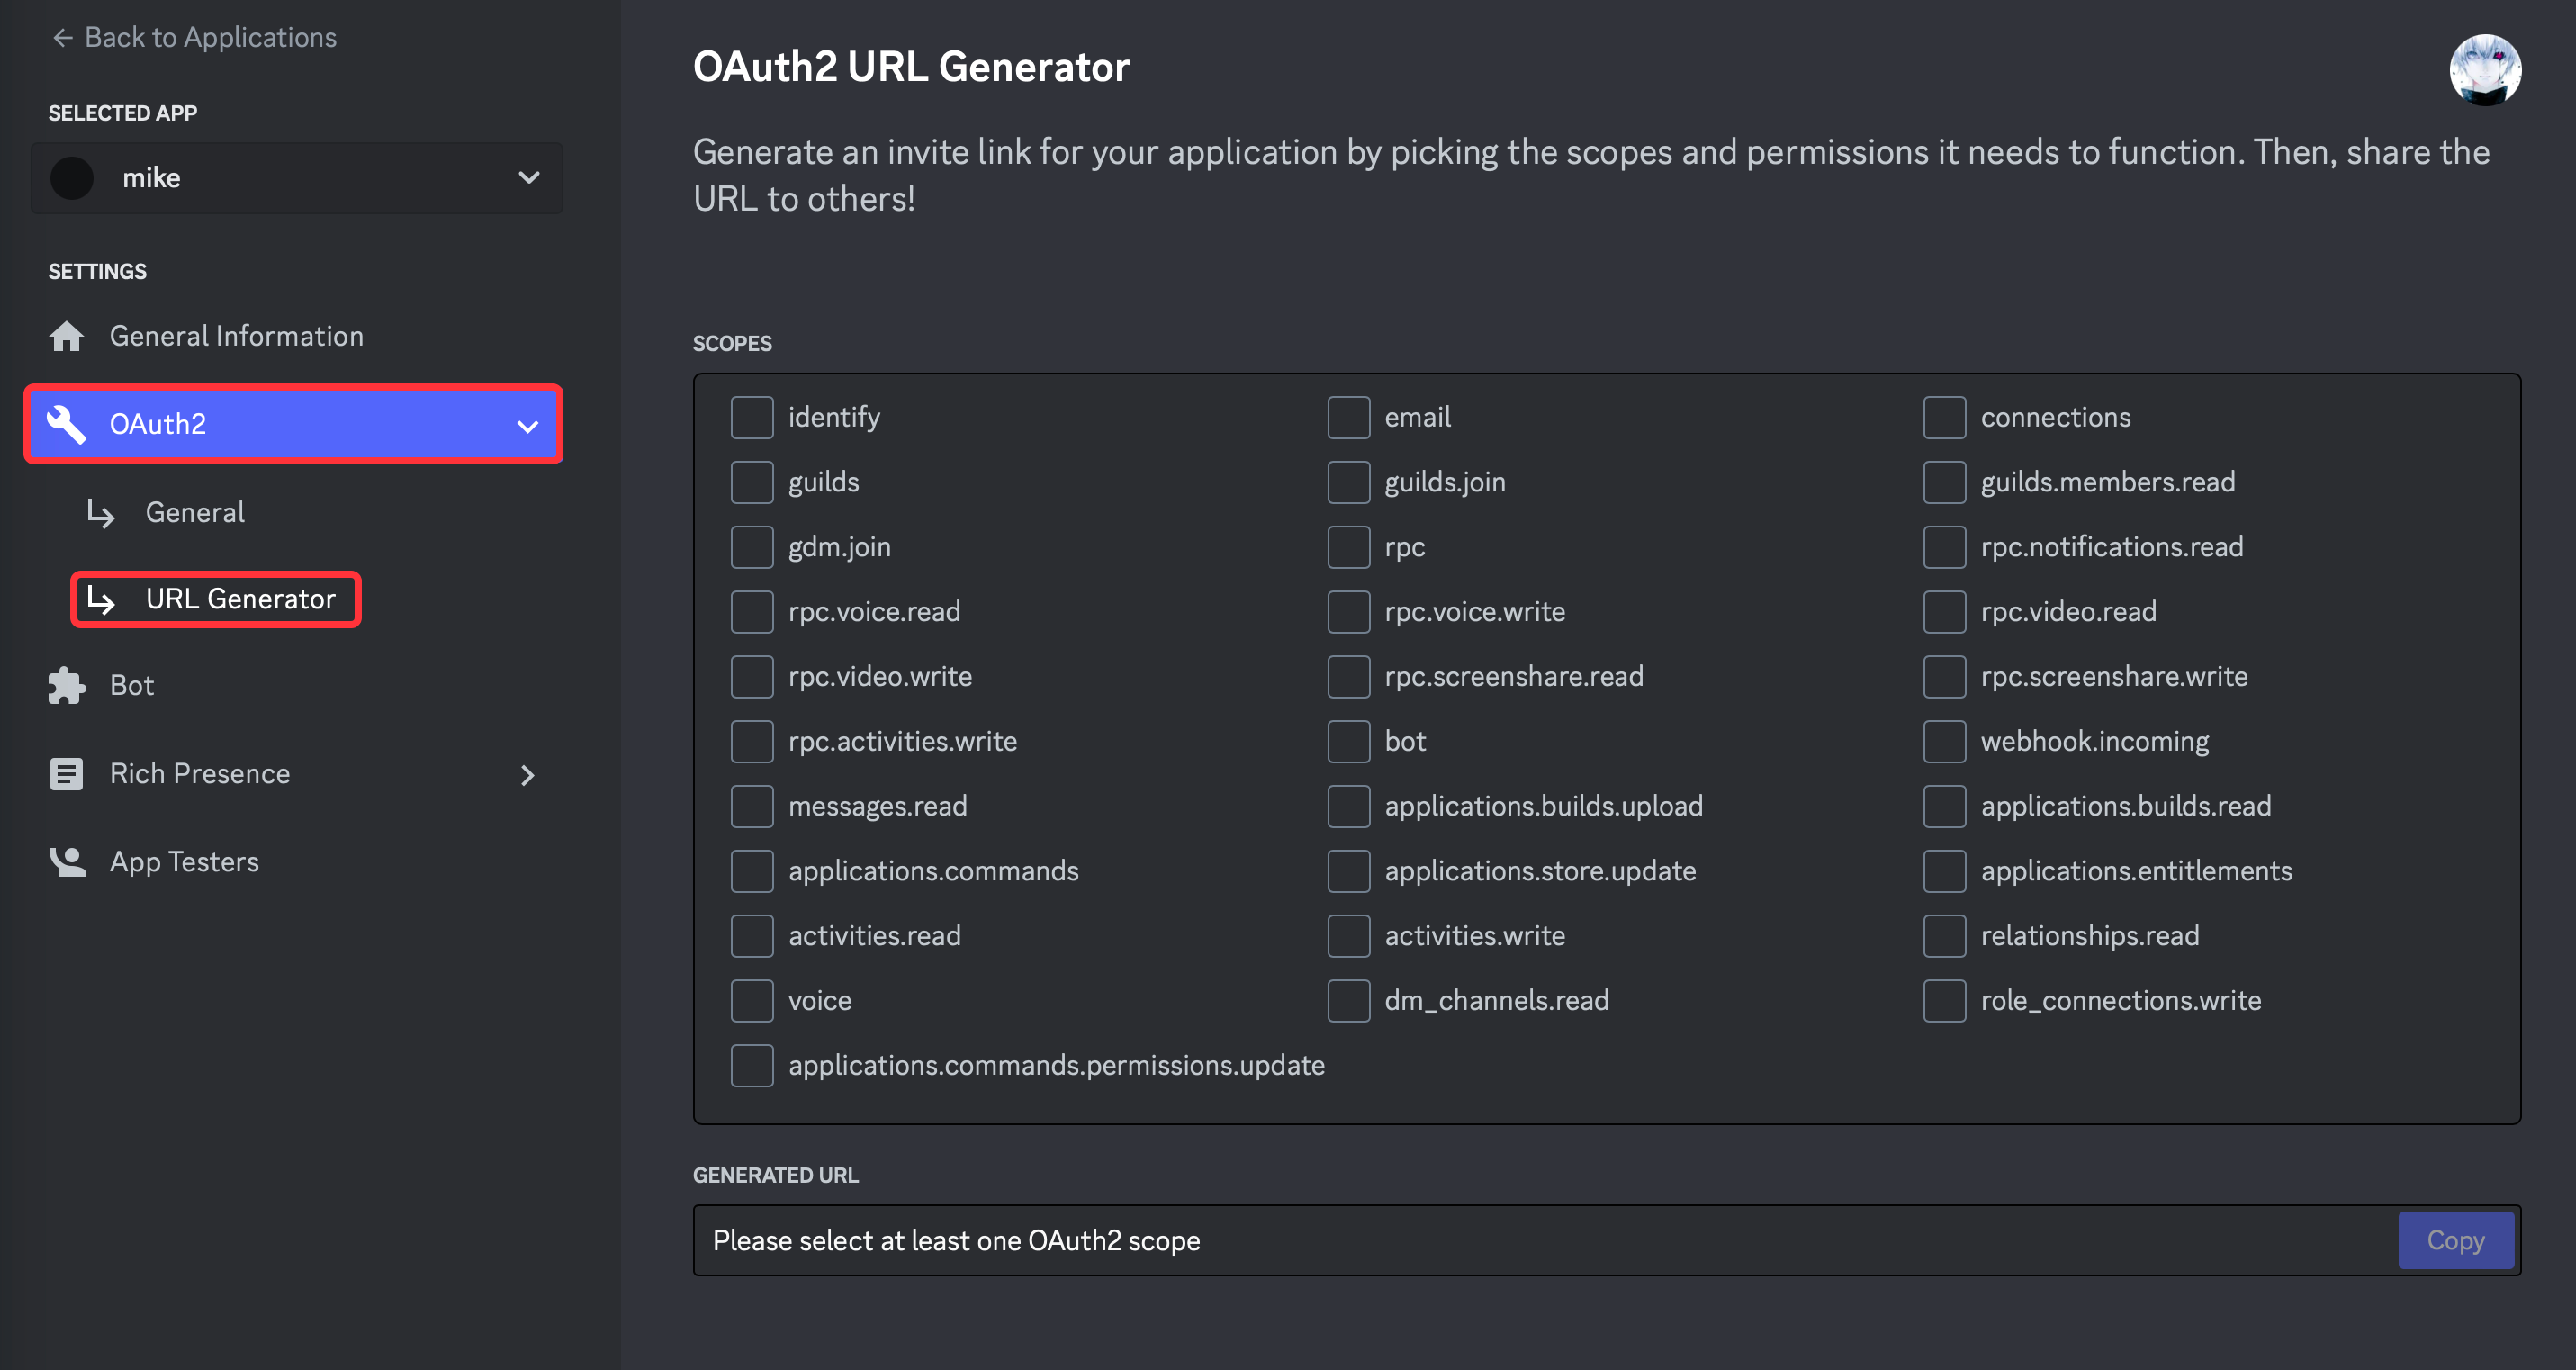 ← Back to Applications
SELECTED APP
mike
SETTINGS
General Information
OAuth2
General
URL Generator
Bot
Rich Presence
App Testers
OAuth2 URL Generator
Generate an invite link for your application by picking the scopes and permissions it needs to function. Then, share the
URL to others!
SCOPES
identify email connections
guilds guilds.join guilds.members.read
gdm.join rpc rpc.notifications.read
rpc.voice.read rpc.voice.write rpc.video.read
rpc.video.write rpc.screenshare.read rpc.screenshare.write
rpc.activities.write bot webhook.incoming
messages.read applications.builds.upload applications.builds.read
applications.commands applications.store.update applications.entitlements
activities.read activities.write relationships.read
voice dm_channels.read role_connections.write
applications.commands.permissions.update
GENERATED URL
Please select at least one OAuth2 scope Copy